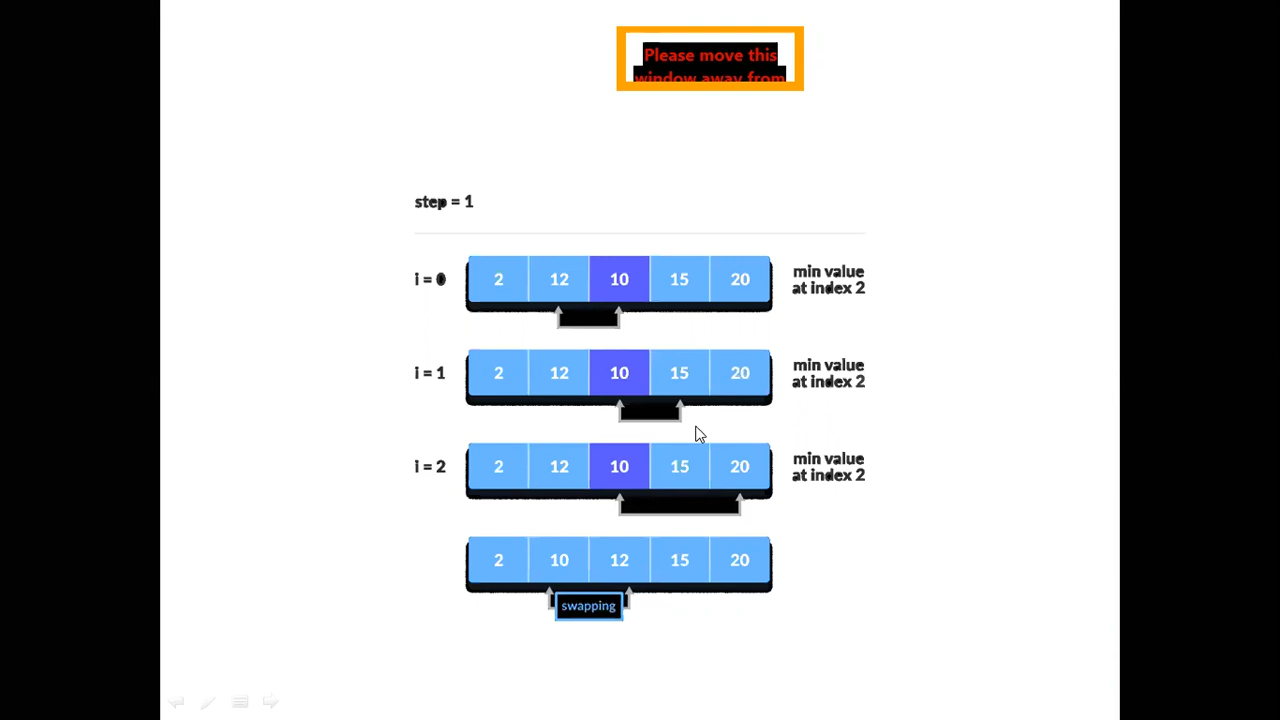 Please move this
window away from
step = 1
i = 0 2 12 10 15 20 min value
at index 2
i = 1 2 12 10 15 20 min value
at index 2
i = 2 2 12 10 15 20 min value
at index 2
2 10 12 15 20
swapping